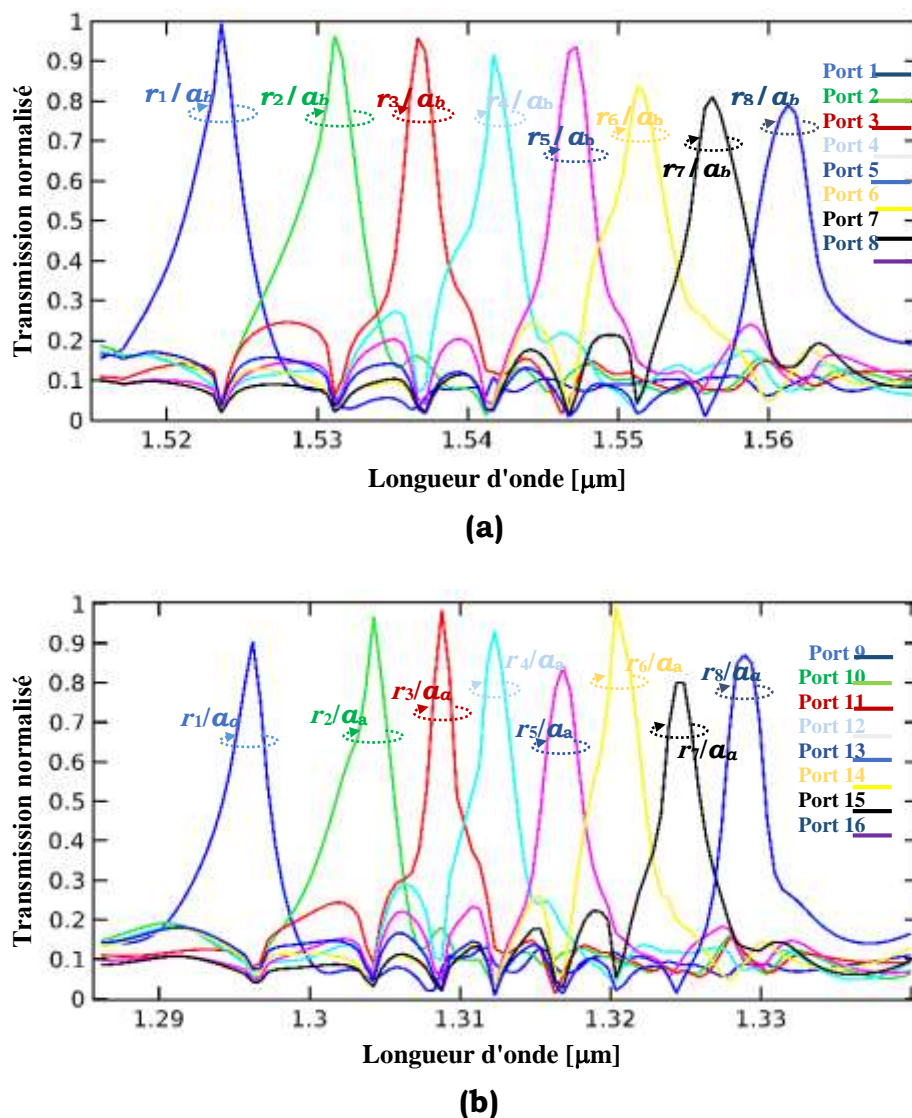 1
0.9
0.8
0.7
0.6
0.5
0.4
0.3
0.2
0.1
0
Transmission normalisé
r1/ab
r2/ab
r3/ab
r4/ab
r5/ab
r6/ab
r7/ab
r8/ab
Port 1
Port 2
Port 3
Port 4
Port 5
Port 6
Port 7
Port 8
1.52 1.53 1.54 1.55 1.56
Longueur d'onde [µm]
(a)
1
0.9
0.8
0.7
0.6
0.5
0.4
0.3
0.2
0.1
0
Transmission normalisé
r1/aa
r2/aa
r3/aa
r4/aa
r5/aa
r6/aa
r7/aa
r8/aa
Port 9
Port 10
Port 11
Port 12
Port 13
Port 14
Port 15
Port 16
1.29 1.3 1.31 1.32 1.33
Longueur d'onde [µm]
(b)